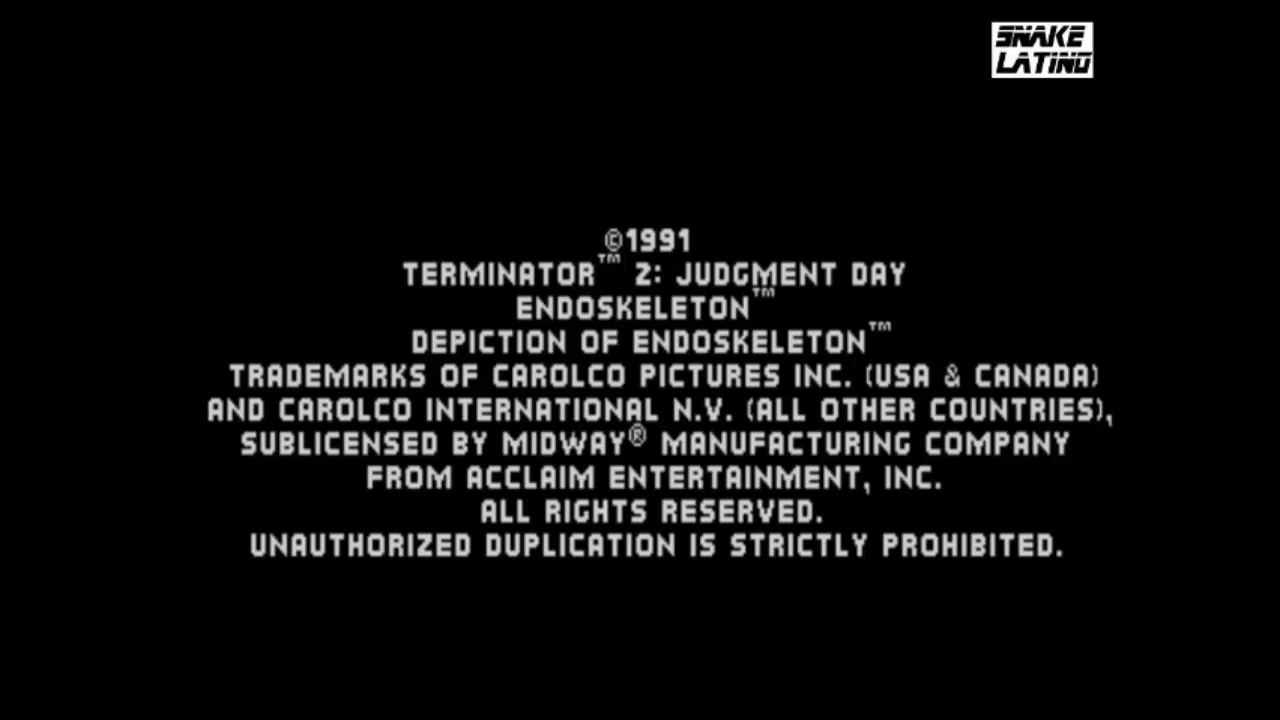 SNAKE
LATINO
©1991
TERMINATOR™ 2: JUDGMENT DAY
ENDOSKELETON™
DEPICTION OF ENDOSKELETON™
TRADEMARKS OF CAROLCO PICTURES INC. (USA & CANADA)
AND CAROLCO INTERNATIONAL N.V. (ALL OTHER COUNTRIES),
SUBLICENSED BY MIDWAY® MANUFACTURING COMPANY
FROM ACCLAIM ENTERTAINMENT, INC.
ALL RIGHTS RESERVED.
UNAUTHORIZED DUPLICATION IS STRICTLY PROHIBITED.